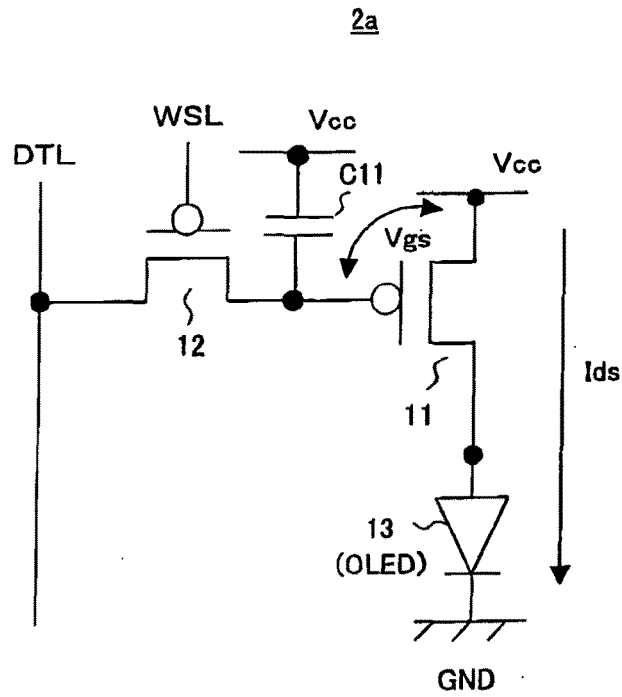 2a
WSL
Vcc
DTL
C11
Vcc
Vgs
12
11
Ids
13
(OLED)
GND